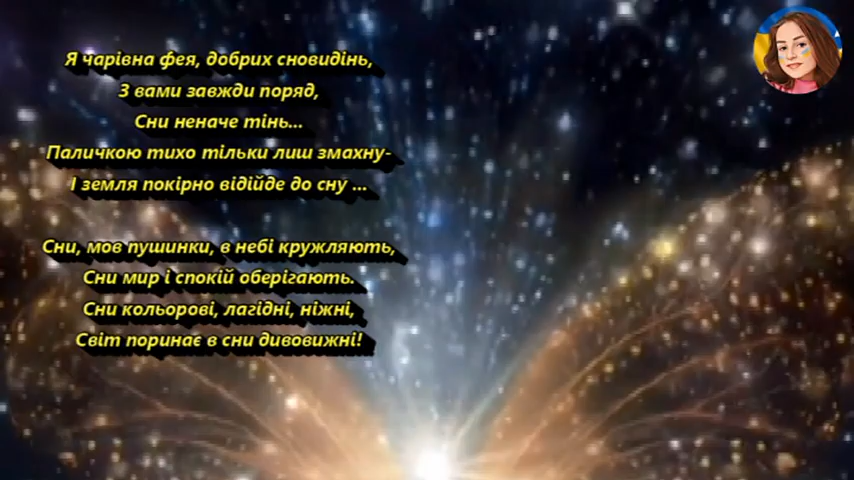 Я чарівна фея, добрих сновидінь,
З вами завжди поряд,
Сни неначе тінь...
Паличкою тихо тільки лиш змахну-
І земля покірно відійде до сну ...
Сни, мов пушинки, в небі кружляють,
Сни мир і спокій оберігають.
Сни кольорові, лагідні, ніжні,
Світ поринає в сни дивовижні!